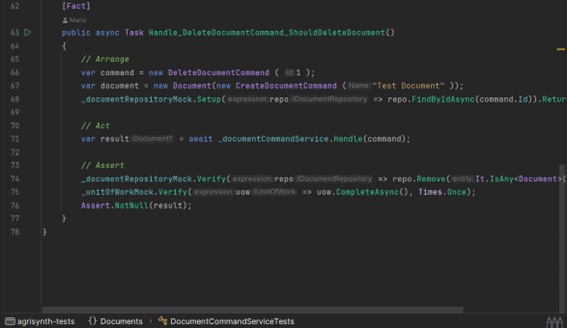 62 [Fact]
Mario
63 public async Task Handle_DeleteDocumentCommand_ShouldDeleteDocument()
64 {
65 // Arrange
66 var command = new DeleteDocumentCommand ( Id:1 );
67 var document = new Document(new CreateDocumentCommand ( Name:"Test Document" ));
68 _documentRepositoryMock.Setup( expression:repo :IDocumentRepository => repo.FindByIdAsync(command.Id)).Retur
69
70 // Act
71 var result :Document? = await _documentCommandService.Handle(command);
72
73 // Assert
74 _documentRepositoryMock.Verify( expression:repo :IDocumentRepository => repo.Remove( entity:It.IsAny<Document>(
75 _unitOfWorkMock.Verify( expression:uow :IUnitOfWork => uow.CompleteAsync(), Times.Once);
76 Assert.NotNull(result);
77 }
78 }
agrisynth-tests {} Documents › DocumentCommandServiceTests